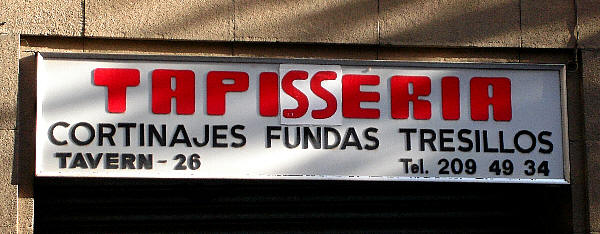 TAPISSERIA
CORTINAJES FUNDAS TRESILLOS
TAVERN-26 Tel. 209 49 34